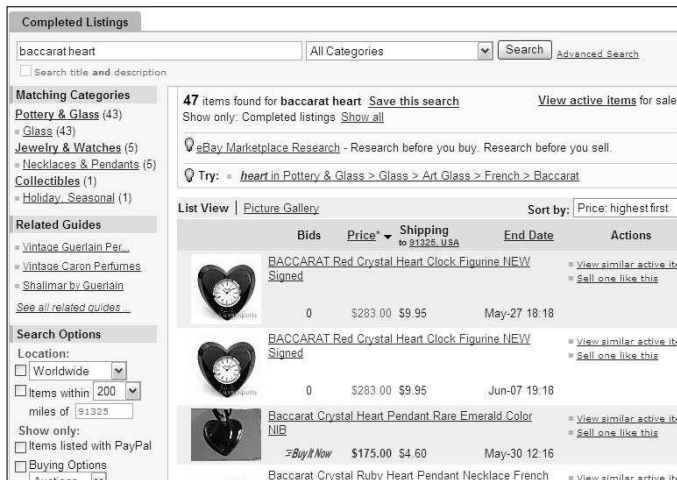 Completed Listings
baccarat heart
All Categories
Search
Advanced Search
Search title and description
Matching Categories
Pottery & Glass (43)
Glass (43)
Jewelry & Watches (5)
Necklaces & Pendants (5)
Collectibles (1)
Holiday, Seasonal (1)
Related Guides
Vintage Guerlain Per...
Vintage Caron Perfumes
Shalimar by Guerlain
See all related guides ...
Search Options
Location:
Worldwide
Items within 200
miles of 91325
Show only:
Items listed with PayPal
Buying Options
Auctions
47 items found for baccarat heart Save this search
View active items for sale
Show only: Completed listings Show all
eBay Marketplace Research - Research before you buy. Research before you sell.
Try: heart in Pottery & Glass > Glass > Art Glass > French > Baccarat
List View | Picture Gallery
Sort by: Price: highest first
Bids Price* Shipping to 91325, USA End Date Actions
BACCARAT Red Crystal Heart Clock Figurine NEW
Signed
0 $283.00 $9.95 May-27 18:18
View similar active ite
Sell one like this
BACCARAT Red Crystal Heart Clock Figurine NEW
Signed
0 $283.00 $9.95 Jun-07 19:18
View similar active ite
Sell one like this
Baccarat Crystal Heart Pendant Rare Emerald Color
NIB
Buy It Now $175.00 $4.60 May-30 12:16
View similar active ite
Sell one like this
Baccarat Crystal Ruby Heart Pendant Necklace French
View similar active ite